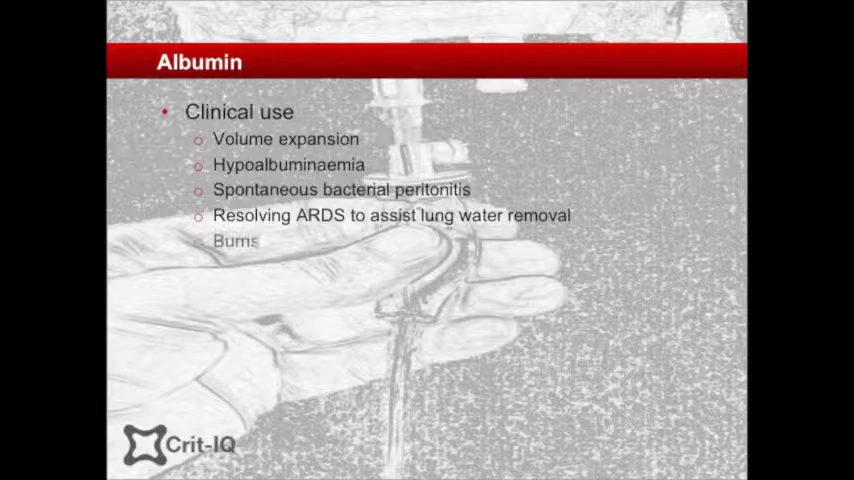 Albumin
• Clinical use
o Volume expansion
o Hypoalbuminaemia
o Spontaneous bacterial peritonitis
o Resolving ARDS to assist lung water removal
o Burns
Crit-IQ